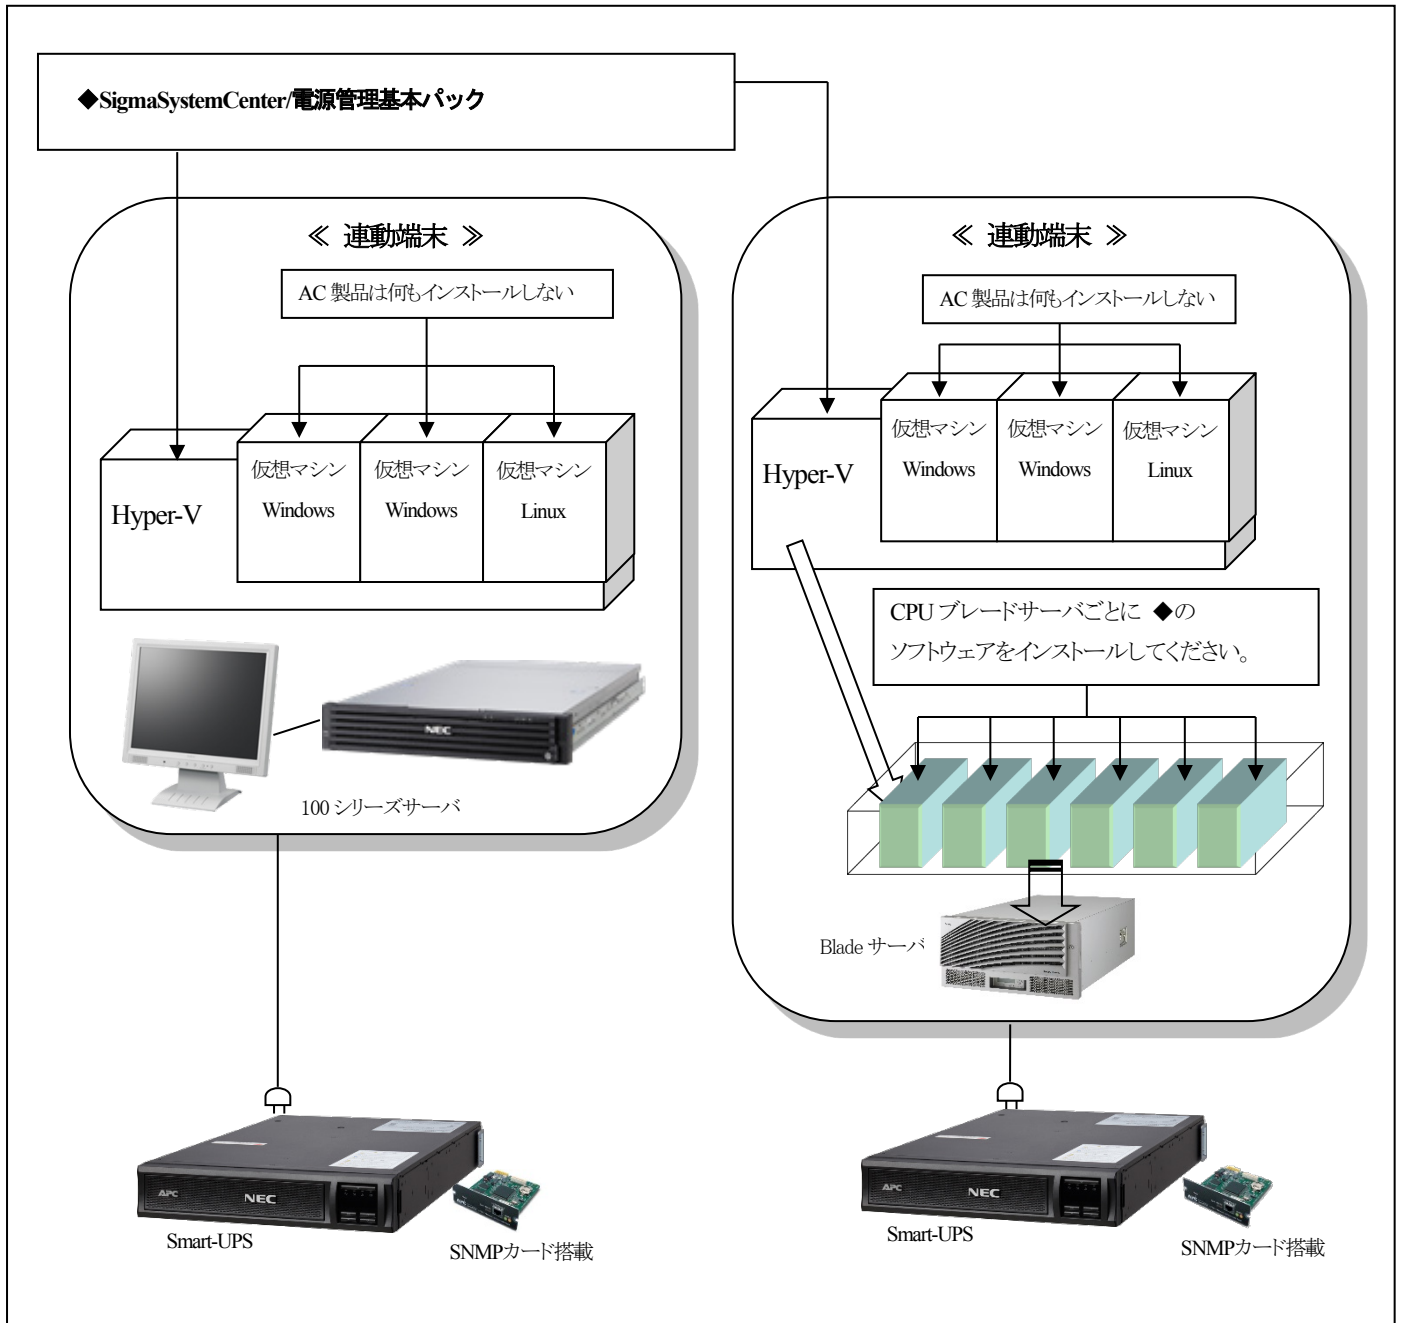 ◆SigmaSystemCenter/電源管理基本パック
≪ 連動端末 ≫
AC 製品は何もインストールしない
仮想マシン
Windows
仮想マシン
Windows
仮想マシン
Linux
Hyper-V
NEC
100 シリーズサーバ
APC
NEC
Smart-UPS
SNMPカード搭載
≪ 連動端末 ≫
AC 製品は何もインストールしない
仮想マシン
Windows
仮想マシン
Windows
仮想マシン
Linux
Hyper-V
CPU ブレードサーバごとに ◆の
ソフトウェアをインストールしてください。
Blade サーバ
APC
NEC
Smart-UPS
SNMPカード搭載